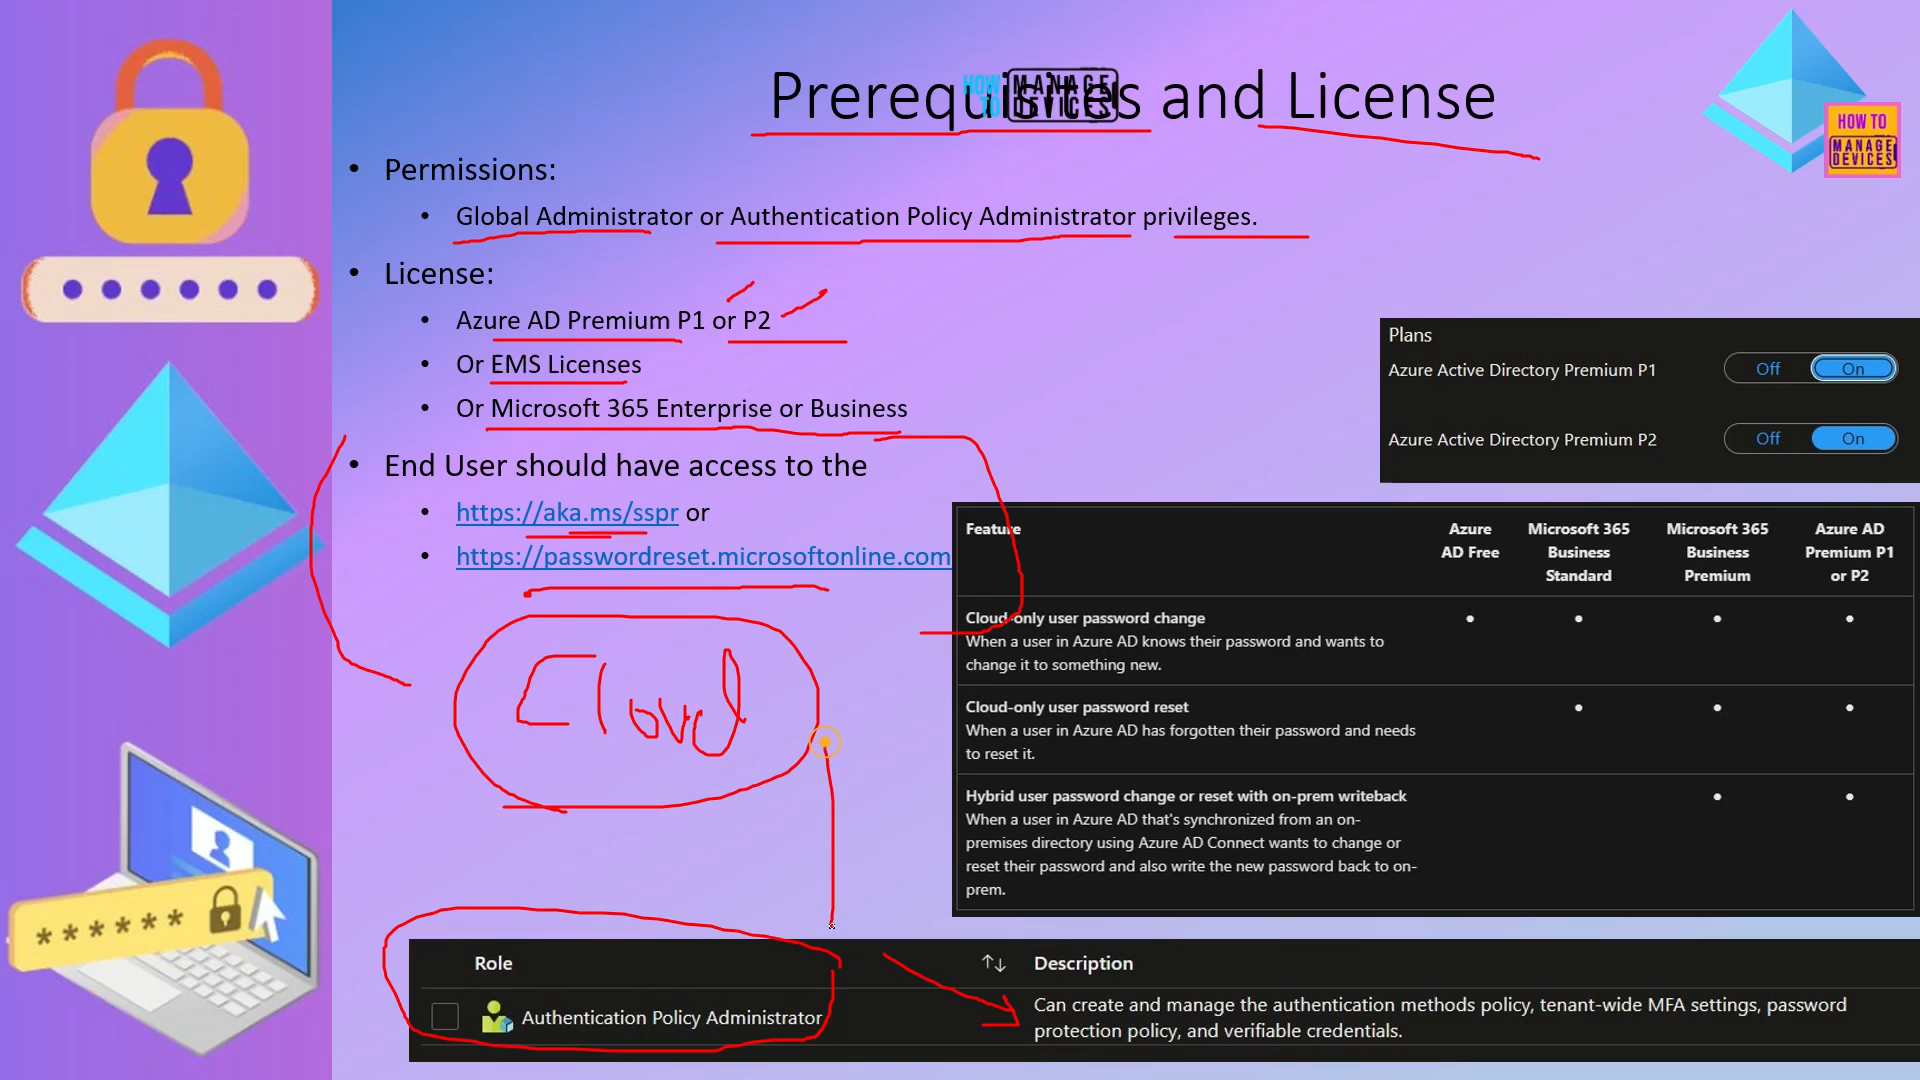 Prerequisites and License
HOW TO MANAGE DEVICES
HOW TO
MANAGE
DEVICES
• Permissions:
• Global Administrator or Authentication Policy Administrator privileges.
• License:
• Azure AD Premium P1 or P2
• Or EMS Licenses
• Or Microsoft 365 Enterprise or Business
• End User should have access to the
• https://aka.ms/sspr or
• https://passwordreset.microsoftonline.com
Cloud
Plans
Azure Active Directory Premium P1 Off On
Azure Active Directory Premium P2 Off On
Feature
Azure AD Free
Microsoft 365 Business Standard
Microsoft 365 Business Premium
Azure AD Premium P1 or P2
Cloud-only user password change
When a user in Azure AD knows their password and wants to
change it to something new.
Cloud-only user password reset
When a user in Azure AD has forgotten their password and needs
to reset it.
Hybrid user password change or reset with on-prem writeback
When a user in Azure AD that's synchronized from an on-
premises directory using Azure AD Connect wants to change or
reset their password and also write the new password back to on-
prem.
Role Description
Authentication Policy Administrator
Can create and manage the authentication methods policy, tenant-wide MFA settings, password
protection policy, and verifiable credentials.